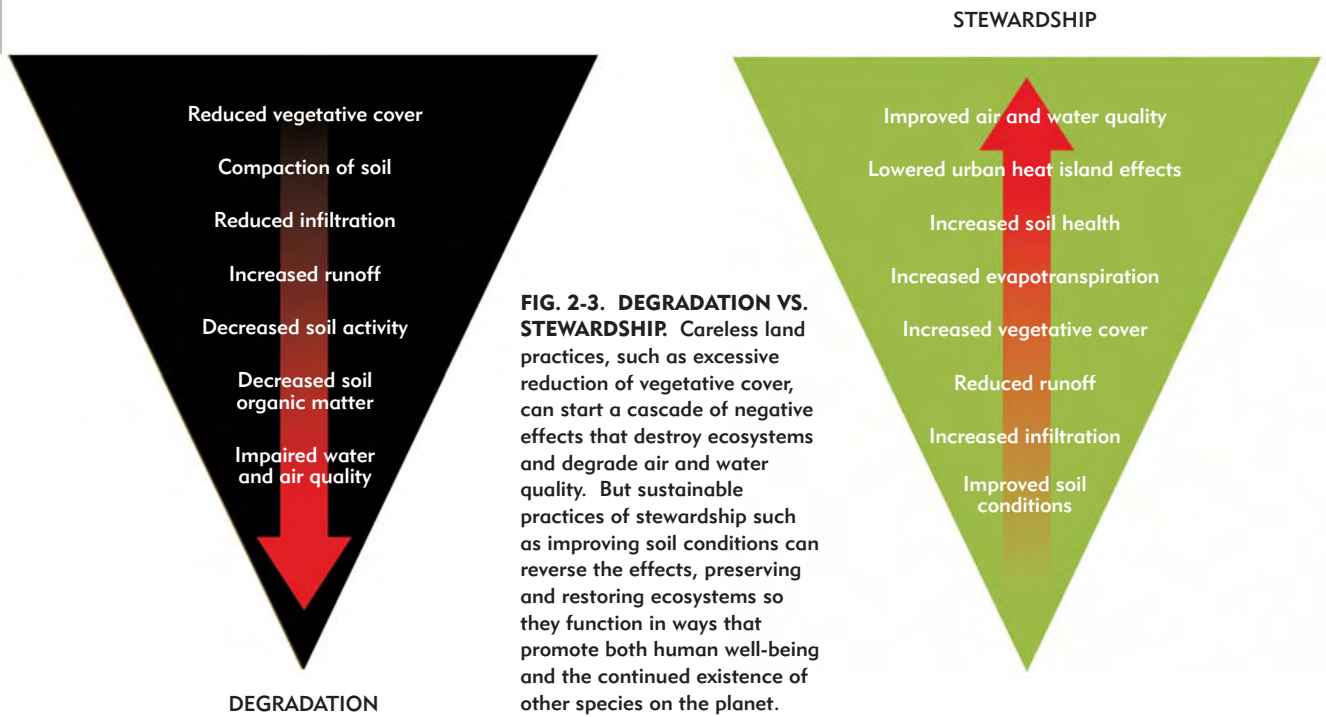 Reduced vegetative cover
Compaction of soil
Reduced infiltration
Increased runoff
Decreased soil activity
Decreased soil
organic matter
Impaired water
and air quality
DEGRADATION
FIG. 2-3. DEGRADATION VS.
STEWARDSHIP. Careless land
practices, such as excessive
reduction of vegetative cover,
can start a cascade of negative
effects that destroy ecosystems
and degrade air and water
quality. But sustainable
practices of stewardship such
as improving soil conditions can
reverse the effects, preserving
and restoring ecosystems so
they function in ways that
promote both human well-being
and the continued existence of
other species on the planet.
STEWARDSHIP
Improved air and water quality
Lowered urban heat island effects
Increased soil health
Increased evapotranspiration
Increased vegetative cover
Reduced runoff
Increased infiltration
Improved soil
conditions